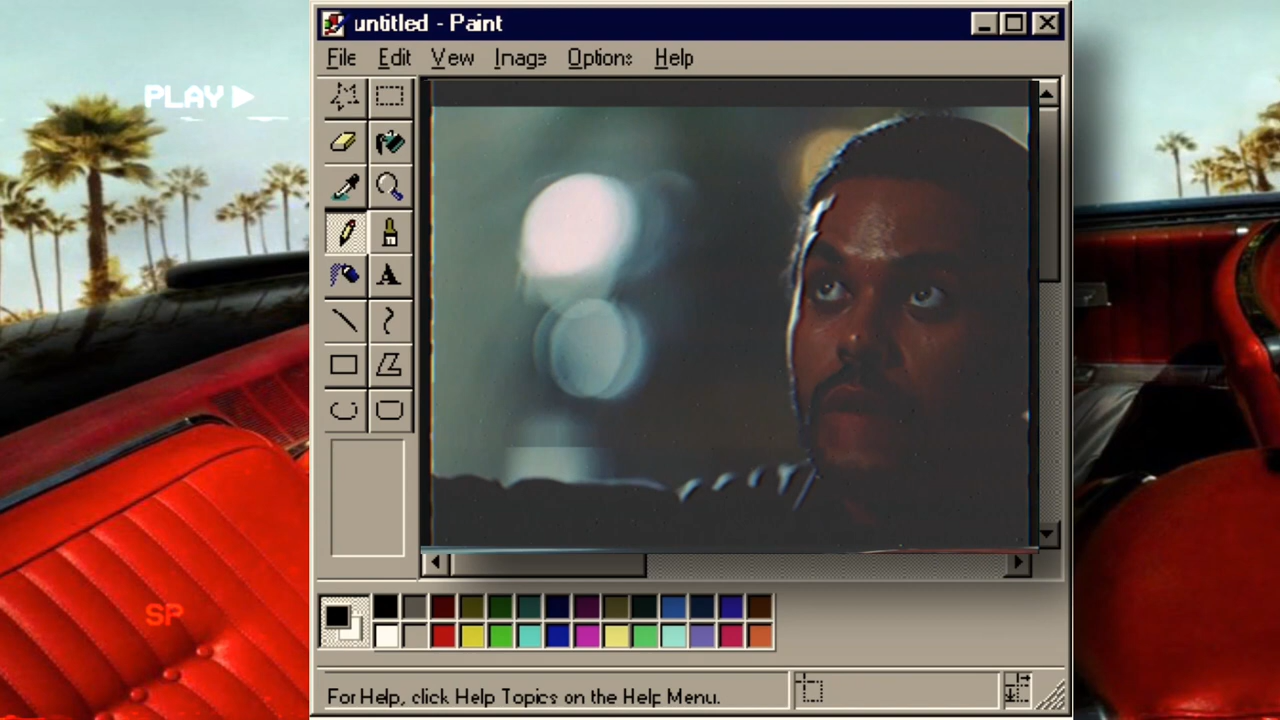 untitled - Paint
File Edit View Image Options Help
PLAY
A
SP
For Help, click Help Topics on the Help Menu.